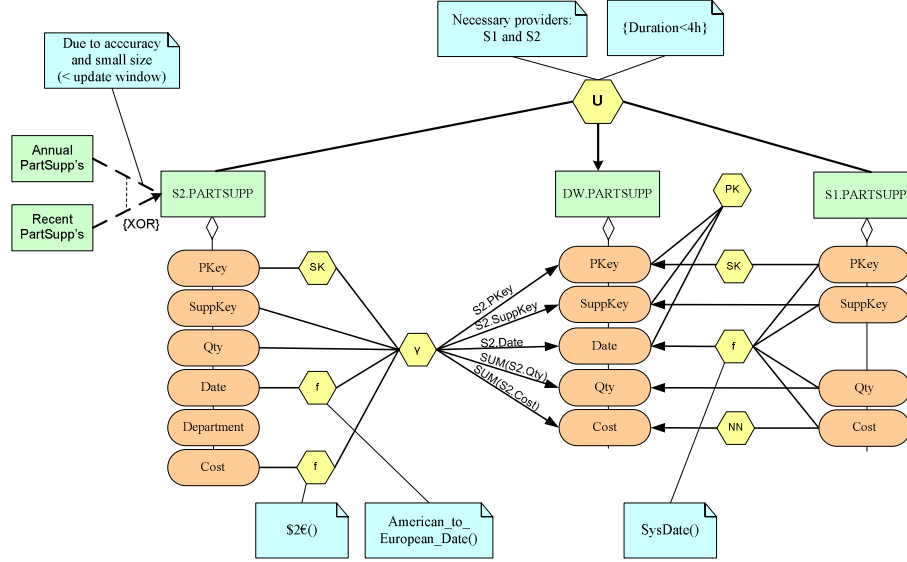 Necessary providers:
S1 and S2
{Duration<4h}
Due to acccuracy
and small size
(< update window)
U
Annual
PartSupp's
Recent
PartSupp's
{XOR}
S2.PARTSUPP
DW.PARTSUPP
PK
S1.PARTSUPP
PKey
SK
S2.PKey
PKey
SK
PKey
SuppKey
S2.SuppKey
SuppKey
SuppKey
Qty
γ
S2.Date
Date
f
Date
f
SUM(S2.Qty)
Qty
Qty
Department
SUM(S2.Cost)
Cost
NN
Cost
Cost
f
$2€()
American_to_
European_Date()
SysDate()